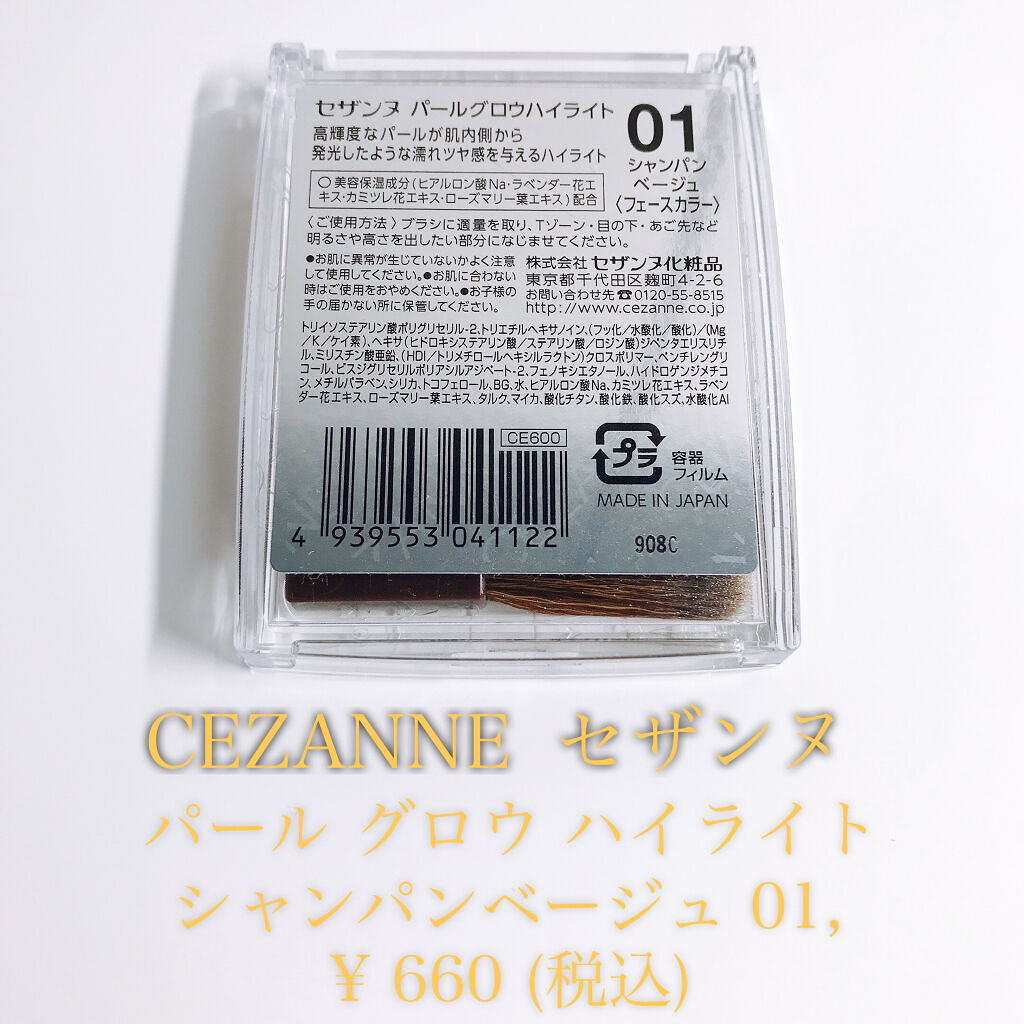 セザンヌ パールグロウハイライト
01
高輝度なパールが肌内側から
発光したような濡れツヤ感を与えるハイライト
シャンパン
ベージュ
〈フェースカラー〉
○美容保湿成分(ヒアルロン酸Na・ラベンダー花エ
キス・カミツレ花エキス・ローズマリー葉エキス)配合
〈ご使用方法〉ブラシに適量を取り、Tゾーン・目の下・あご先など
明るさや高さを出したい部分になじませてください。
●お肌に異常が生じていないかよく注意
して使用してください。●お肌に合わない
時はご使用をおやめください。●お子様の
手の届かない所に保管してください。
株式会社 セザンヌ化粧品
東京都千代田区麹町4-2-6
お問い合わせ先☎0120-55-8515
http://www.cezanne.co.jp
トリイソステアリン酸ポリグリセリル-2、トリエチルヘキサノイン、(フッ化/水酸化/酸化)/(Mg
/K/ケイ素)、ヘキサ(ヒドロキシステアリン酸/ステアリン酸/ロジン酸)ジペンタエリスリチ
ル、ミリスチン酸亜鉛、(HDI/トリメチロールヘキシルラクトン)クロスポリマー、ペンチレングリ
コール、ビスジグリセリルポリアシルアジペート-2、フェノキシエタノール、ハイドロゲンジメチコ
ン、メチルパラベン、シリカ、トコフェロール、BG、水、ヒアルロン酸Na、カミツレ花エキス、ラベン
ダー花エキス、ローズマリー葉エキス、タルク、マイカ、酸化チタン、酸化鉄、酸化スズ、水酸化Al
CE600
プラ
容器
フィルム
MADE IN JAPAN
4 939553 041122
908C
CEZANNE セザンヌ
パール グロウ ハイライト
シャンパンベージュ 01,
¥ 660 (税込)